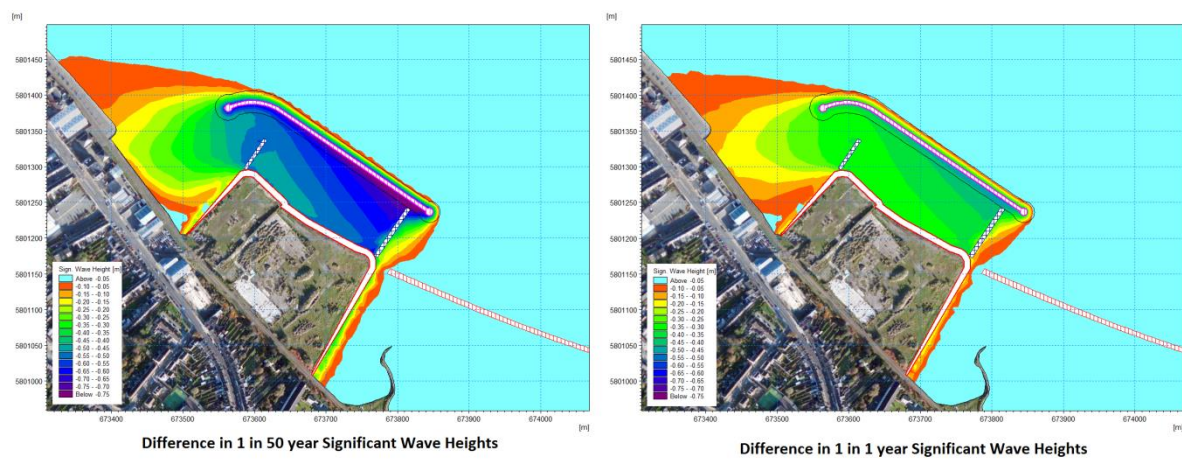 [m]
5801450
5801400
5801350
5801300
5801250
5801200
5801150
5801100
5801050
5801000
Sign. Wave Height [m]
Above -0.05
-0.10 - -0.05
-0.15 - -0.10
-0.20 - -0.15
-0.25 - -0.20
-0.30 - -0.25
-0.35 - -0.30
-0.40 - -0.35
-0.45 - -0.40
-0.50 - -0.45
-0.55 - -0.50
-0.60 - -0.55
-0.65 - -0.60
-0.70 - -0.65
-0.75 - -0.70
Below -0.75
673400 673500 673600 673700 673800 673900 674000
[m]
Difference in 1 in 50 year Significant Wave Heights
[m]
5801450
5801400
5801350
5801300
5801250
5801200
5801150
5801100
5801050
5801000
Sign. Wave Height [m]
Above -0.05
-0.10 - -0.05
-0.15 - -0.10
-0.20 - -0.15
-0.25 - -0.20
-0.30 - -0.25
-0.35 - -0.30
-0.40 - -0.35
-0.45 - -0.40
-0.50 - -0.45
-0.55 - -0.50
-0.60 - -0.55
-0.65 - -0.60
-0.70 - -0.65
-0.75 - -0.70
Below -0.75
673400 673500 673600 673700 673800 673900 674000
[m]
Difference in 1 in 1 year Significant Wave Heights